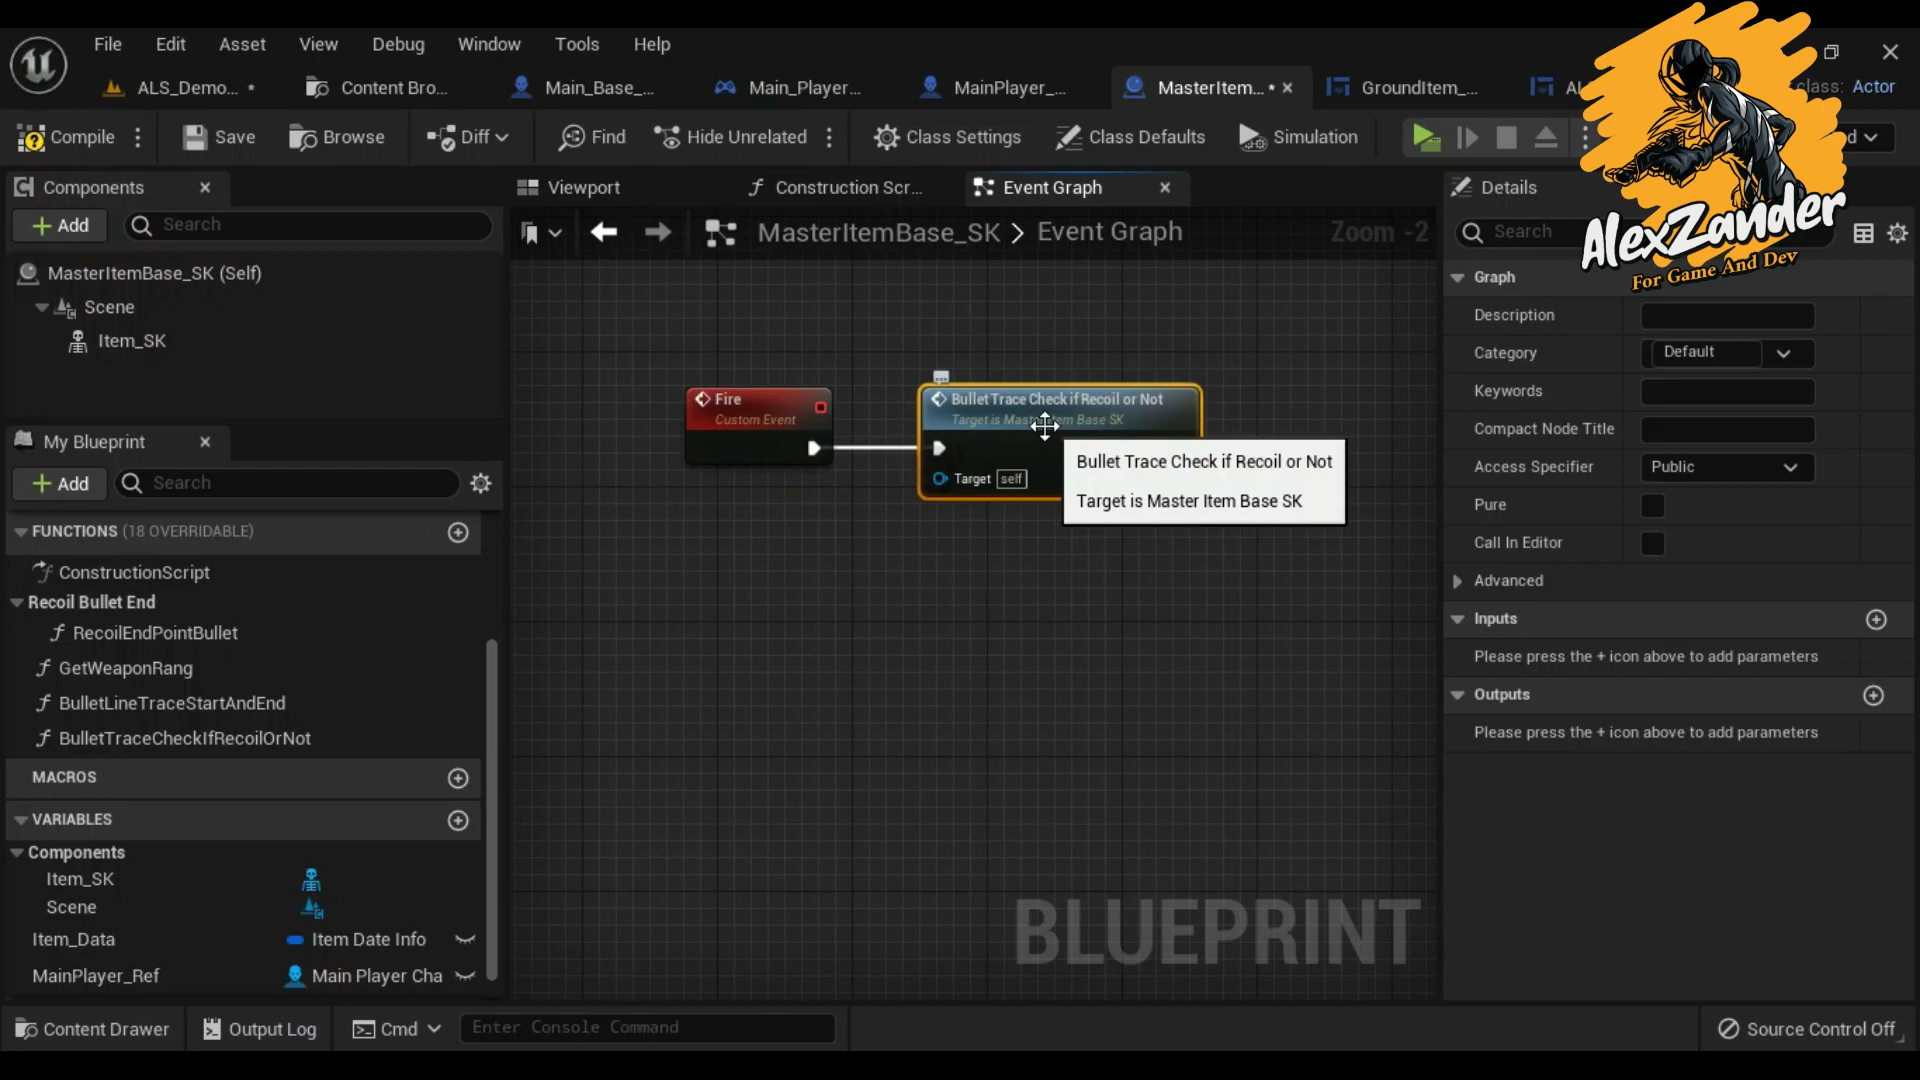 File Edit Asset View Debug Window Tools Help
ALS_Demo... • Content Bro... Main_Base_... Main_Player... MainPlayer_... MasterItem... • GroundItem_... class: Actor
Compile Save Browse Diff Find Hide Unrelated Class Settings Class Defaults Simulation
Components
Add Search
MasterItemBase_SK (Self)
Scene
Item_SK
My Blueprint
Add Search
FUNCTIONS (18 OVERRIDABLE)
ConstructionScript
Recoil Bullet End
RecoilEndPointBullet
GetWeaponRang
BulletLineTraceStartAndEnd
BulletTraceCheckIfRecoilOrNot
MACROS
VARIABLES
Components
Item_SK
Scene
Item_Data Item Date Info
MainPlayer_Ref Main Player Cha
Viewport Construction Scr... Event Graph
MasterItemBase_SK > Event Graph Zoom -2
Fire
Custom Event
Bullet Trace Check if Recoil or Not
Target is Master Item Base SK
Target self
Bullet Trace Check if Recoil or Not
Target is Master Item Base SK
BLUEPRINT
Details
Search
Graph
Description
Category Default
Keywords
Compact Node Title
Access Specifier Public
Pure
Call In Editor
Advanced
Inputs
Please press the + icon above to add parameters
Outputs
Please press the + icon above to add parameters
AlexZander
For Game And Dev
Content Drawer Output Log Cmd Enter Console Command Source Control Off